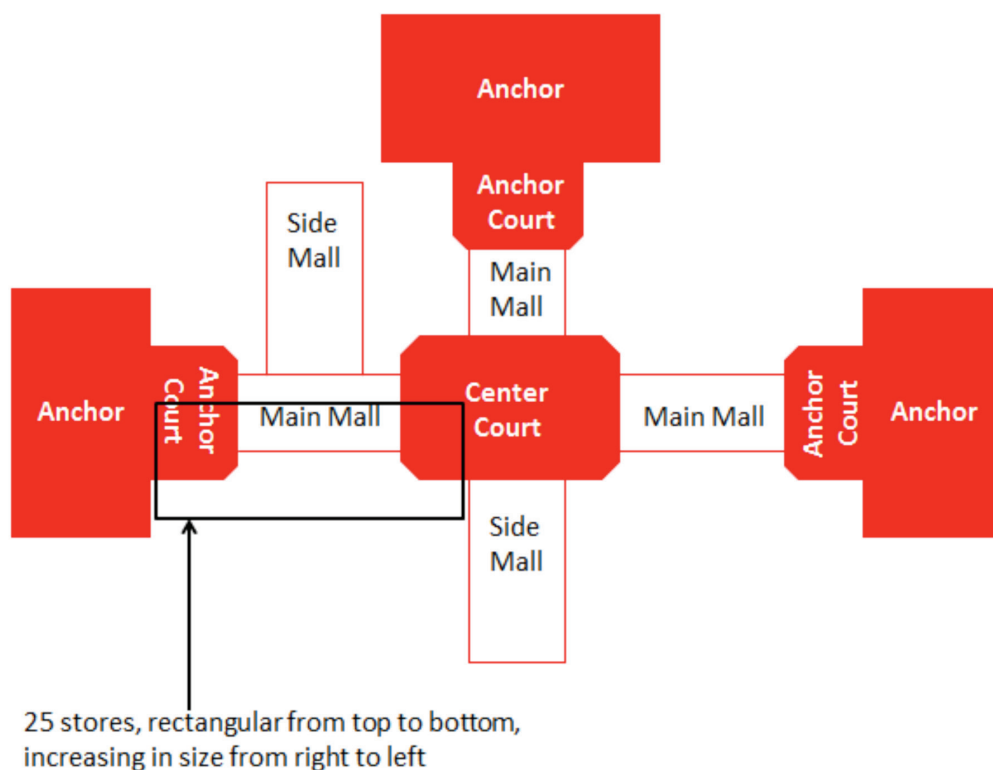 Anchor
Anchor
Court
Side
Mall
Main
Mall
Anchor
Anchor
Court
Main Mall
Center
Court
Main Mall
Anchor
Court
Anchor
Side
Mall
25 stores, rectangular from top to bottom,
increasing in size from right to left